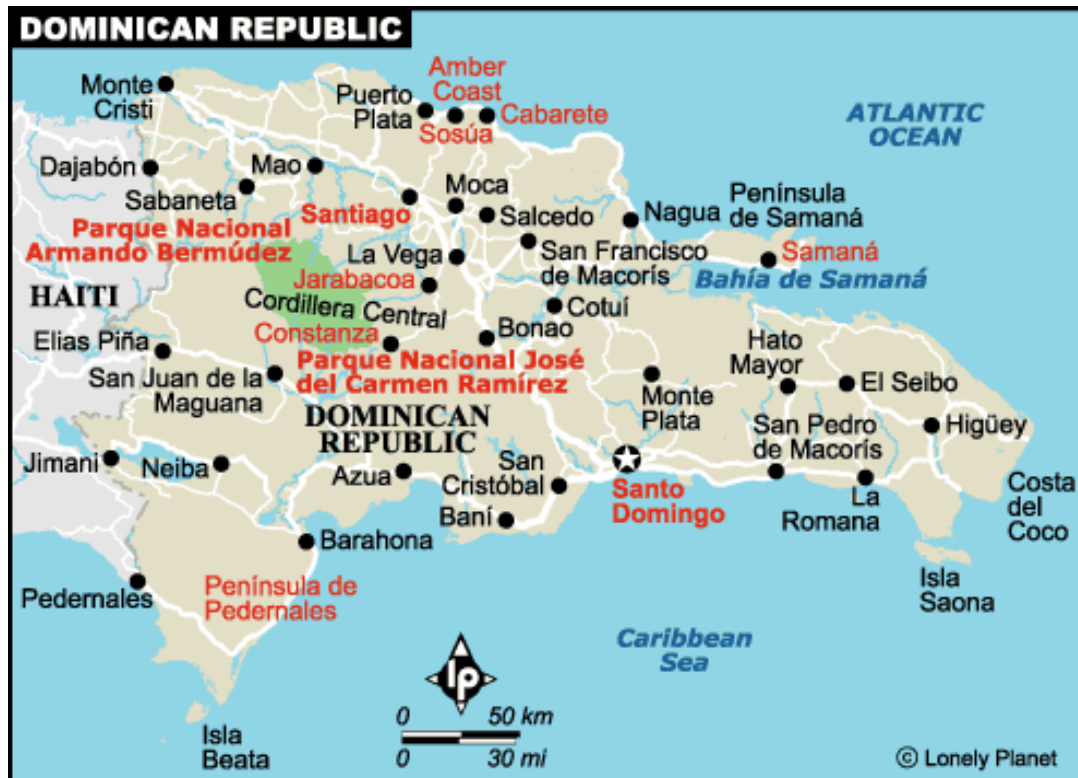 DOMINICAN REPUBLIC
Monte
Cristi
Puerto
Plata
Amber
Coast
Sosúa
Cabarete
ATLANTIC
OCEAN
Dajabón
Mao
Sabaneta
Santiago
Moca
Salcedo
Nagua
Península
de Samaná
Samaná
Parque Nacional
Armando Bermúdez
La Vega
San Francisco
de Macorís
Bahía de Samaná
HAITI
Jarabacoa
Cordillera Central
Constanza
Cotuí
Bonao
Elias Piña
San Juan de la
Maguana
Parque Nacional José
del Carmen Ramírez
Monte
Plata
Hato
Mayor
El Seibo
DOMINICAN
REPUBLIC
San Pedro
de Macorís
Higüey
Jimani
Neiba
Azua
San
Cristóbal
Baní
Santo
Domingo
La
Romana
Costa
del
Coco
Barahona
Pedernales
Península de
Pedernales
Isla
Saona
Caribbean
Sea
lp
Isla
Beata
0 50 km
0 30 mi
© Lonely Planet